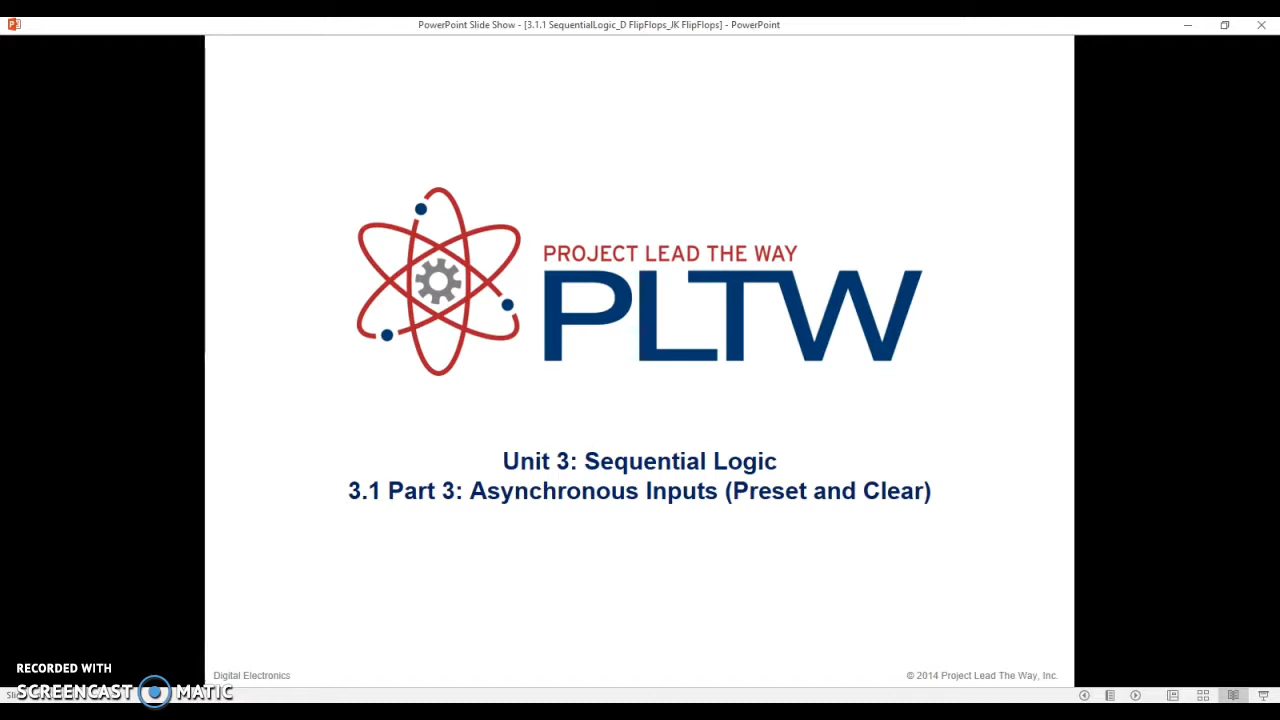 PowerPoint Slide Show - [3.1.1 SequentialLogic_D FlipFlops_JK FlipFlops] - PowerPoint
PROJECT LEAD THE WAY
PLTW
Unit 3: Sequential Logic
3.1 Part 3: Asynchronous Inputs (Preset and Clear)
Digital Electronics
© 2014 Project Lead The Way, Inc.
RECORDED WITH
SCREENCAST MATIC